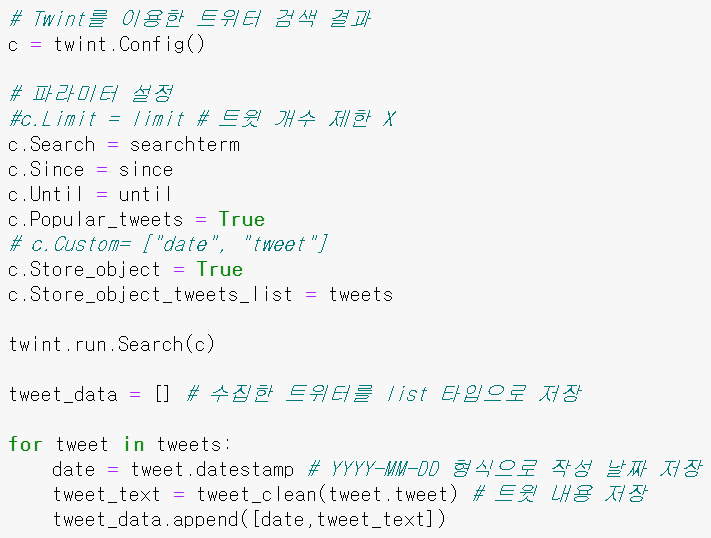 # Twint를 이용한 트위터 검색 결과
c = twint.Config()
# 파라미터 설정
#c.Limit = limit # 트윗 개수 제한 X
c.Search = searchterm
c.Since = since
c.Until = until
c.Popular_tweets = True
# c.Custom= ["date", "tweet"]
c.Store_object = True
c.Store_object_tweets_list = tweets
twint.run.Search(c)
tweet_data = [] # 수집한 트위터를 list 타입으로 저장
for tweet in tweets:
    date = tweet.datestamp # YYYY-MM-DD 형식으로 작성 날짜 저장
    tweet_text = tweet_clean(tweet.tweet) # 트윗 내용 저장
    tweet_data.append([date,tweet_text])